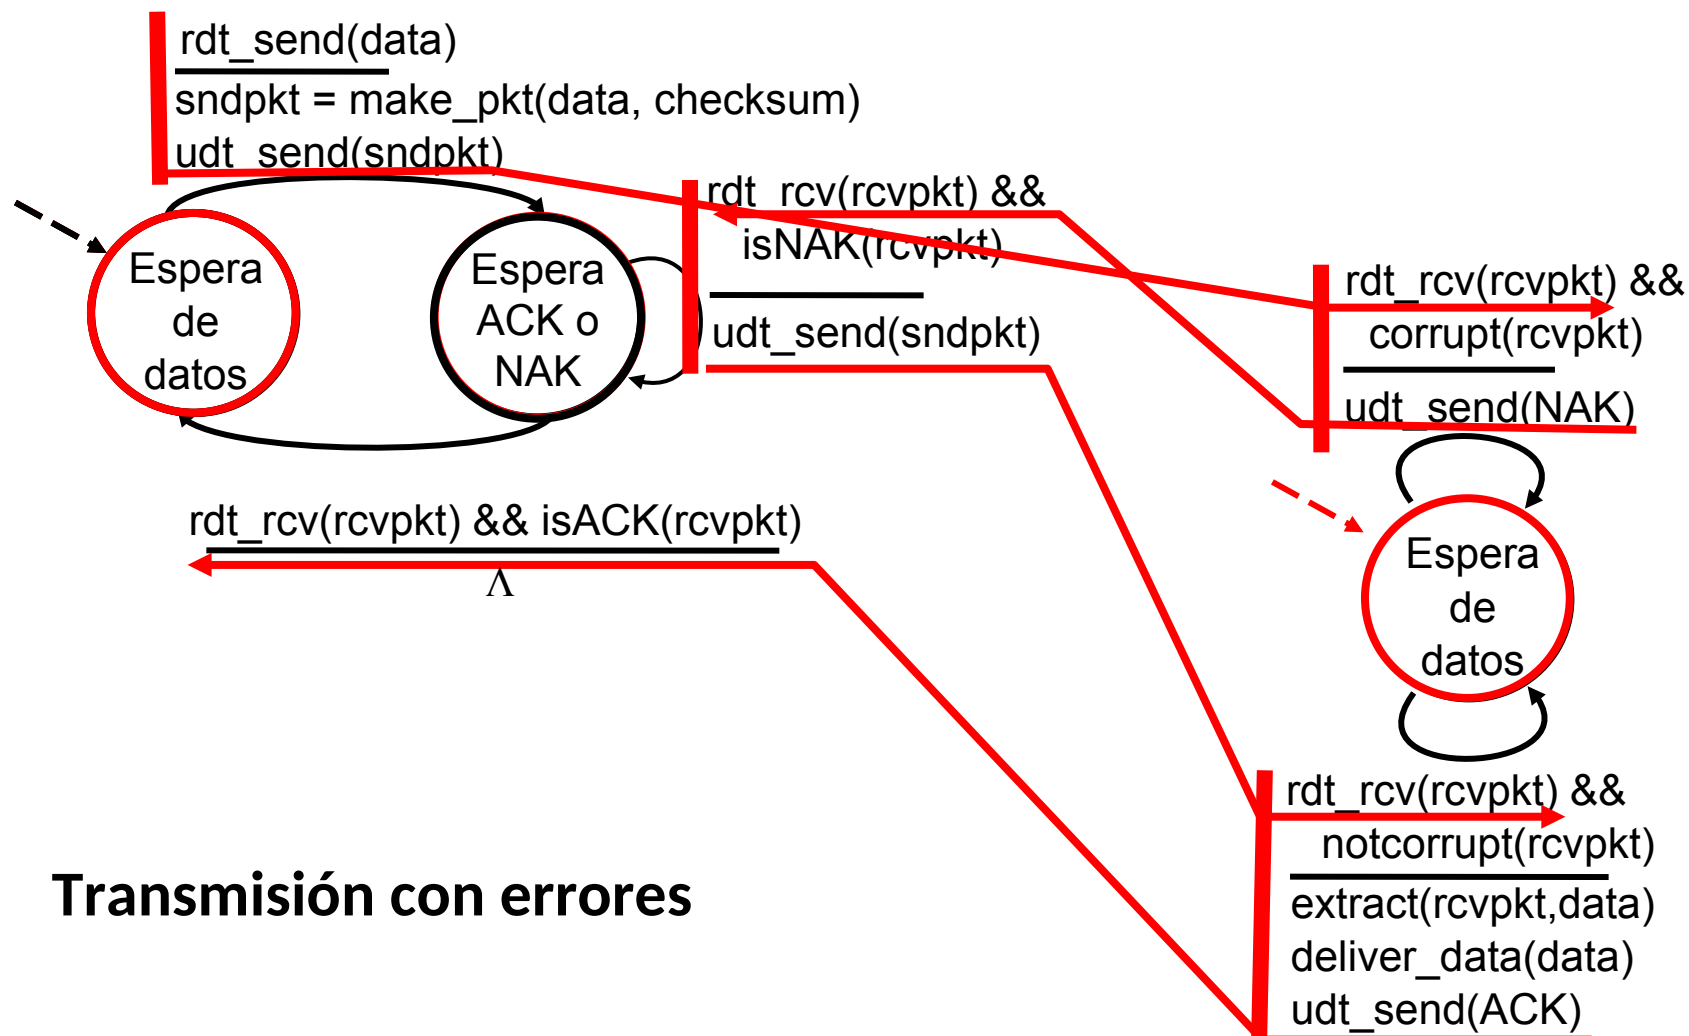 rdt_send(data)
sndpkt = make_pkt(data, checksum)
udt_send(sndpkt)
rdt_rcv(rcvpkt) &&
isNAK(rcvpkt)
udt_send(sndpkt)
Espera
de
datos
Espera
ACK o
NAK
rdt_rcv(rcvpkt) && isACK(rcvpkt)
Λ
rdt_rcv(rcvpkt) &&
corrupt(rcvpkt)
udt_send(NAK)
Espera
de
datos
rdt_rcv(rcvpkt) &&
notcorrupt(rcvpkt)
extract(rcvpkt,data)
deliver_data(data)
udt_send(ACK)
Transmisión con errores